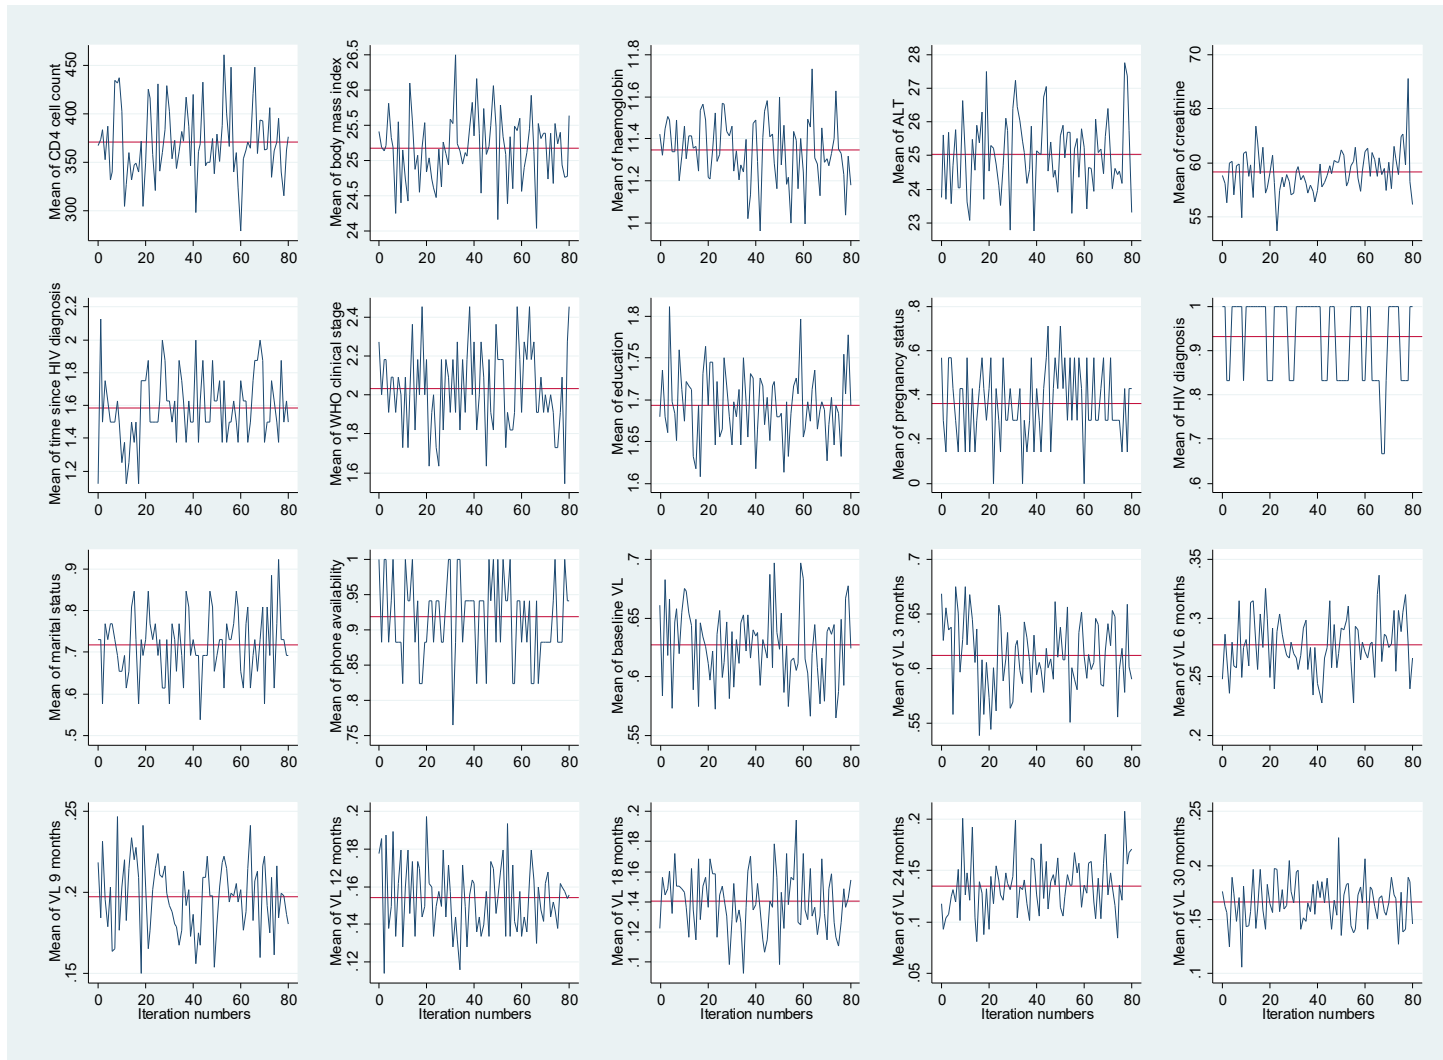 Mean of CD4 cell count
450
400
350
300
0 20 40 60 80
Mean of body mass index
26.5
26
25.5
25
24.5
24
0 20 40 60 80
Mean of haemoglobin
11.8
11.6
11.4
11.2
11
0 20 40 60 80
Mean of ALT
28
27
26
25
24
23
0 20 40 60 80
Mean of creatinine
70
65
60
55
0 20 40 60 80
Mean of time since HIV diagnosis
2.2
2
1.8
1.6
1.4
1.2
0 20 40 60 80
Mean of WHO clinical stage
2.4
2.2
2
1.8
1.6
0 20 40 60 80
Mean of education
1.8
1.75
1.7
1.65
1.6
0 20 40 60 80
Mean of pregnancy status
.8
.6
.4
.2
0
0 20 40 60 80
Mean of HIV diagnosis
1
.9
.8
.7
.6
0 20 40 60 80
Mean of marital status
.9
.8
.7
.6
.5
0 20 40 60 80
Mean of phone availability
1
.95
.9
.85
.8
.75
0 20 40 60 80
Mean of baseline VL
.7
.65
.6
.55
0 20 40 60 80
Mean of VL 3 months
.7
.65
.6
.55
0 20 40 60 80
Mean of VL 6 months
.35
.3
.25
.2
0 20 40 60 80
Mean of VL 9 months
.25
.2
.15
0 20 40 60 80
Iteration numbers
Mean of VL 12 months
.2
.18
.16
.14
.12
0 20 40 60 80
Iteration numbers
Mean of VL 18 months
.2
.18
.16
.14
.12
.1
0 20 40 60 80
Iteration numbers
Mean of VL 24 months
.2
.15
.1
.05
0 20 40 60 80
Iteration numbers
Mean of VL 30 months
.25
.2
.15
.1
0 20 40 60 80
Iteration numbers